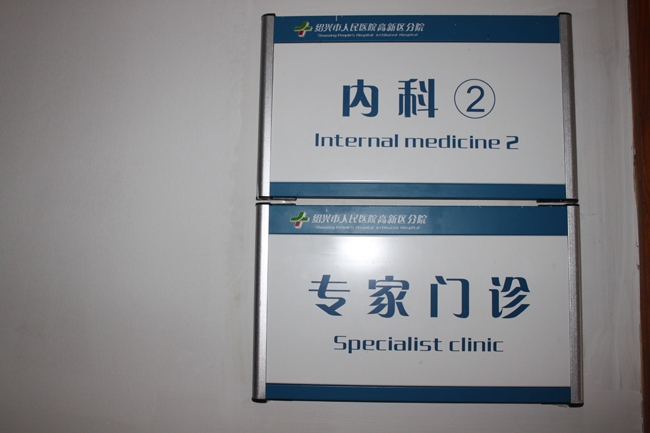 绍兴市人民医院高新区分院
内科②
Internal medicine 2
绍兴市人民医院高新区分院
专家门诊
Specialist clinic